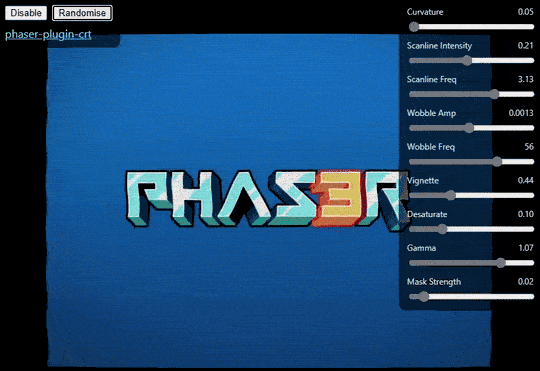 Disable Randomise
phaser-plugin-crt
Curvature 0.05
Scanline Intensity 0.21
Scanline Freq 3.13
Wobble Amp 0.0013
Wobble Freq 56
Vignette 0.44
Desaturate 0.10
Gamma 1.07
Mask Strength 0.02
PHAS3R